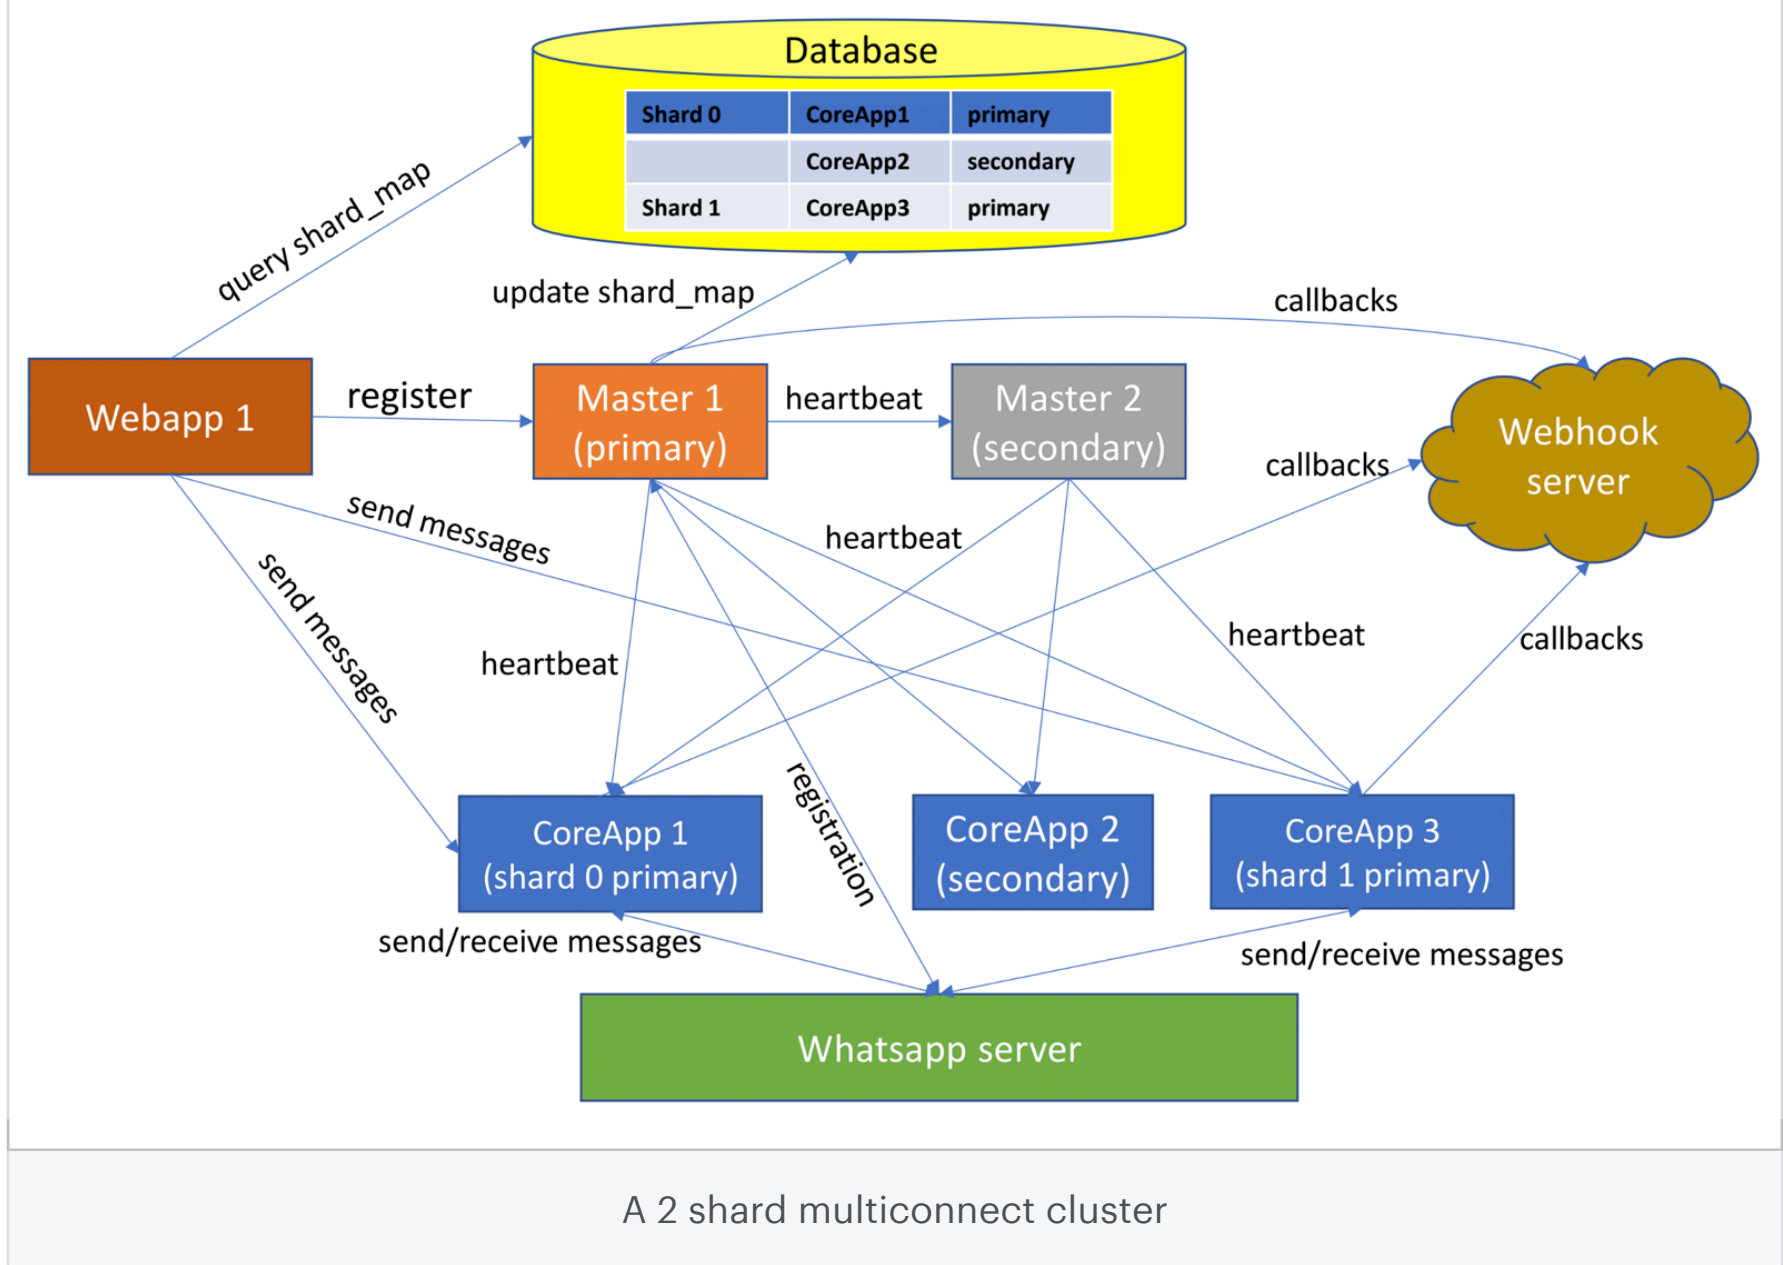 Database
Shard 0 CoreApp1 primary
CoreApp2 secondary
Shard 1 CoreApp3 primary
query shard_map
update shard_map
callbacks
Webapp 1
register
Master 1
(primary)
heartbeat
Master 2
(secondary)
Webhook
server
callbacks
send messages
heartbeat
send messages
heartbeat
heartbeat
callbacks
registration
CoreApp 1
(shard 0 primary)
CoreApp 2
(secondary)
CoreApp 3
(shard 1 primary)
send/receive messages
send/receive messages
Whatsapp server
A 2 shard multiconnect cluster